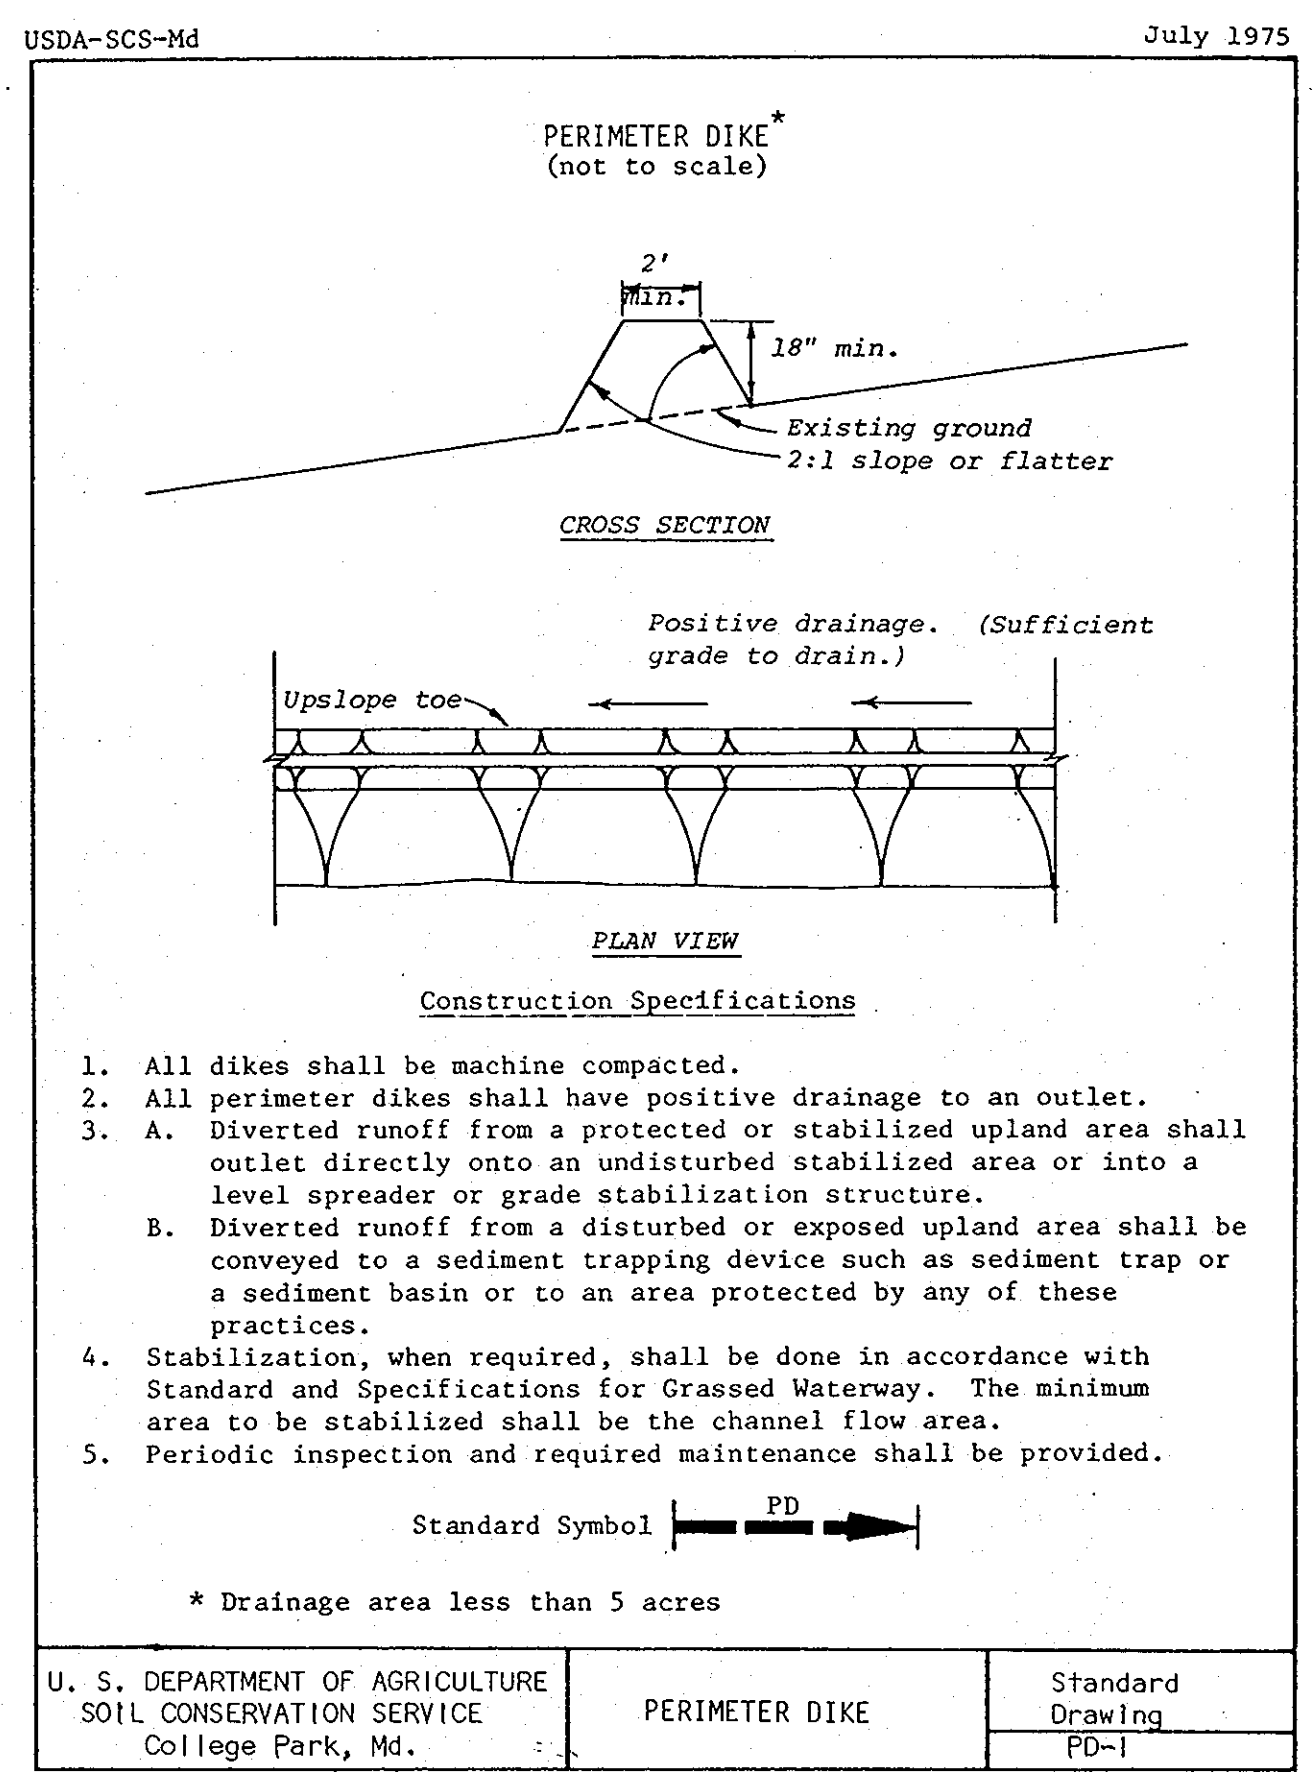 USDA-SCS-Md
July 1975
PERIMETER DIKE*
(not to scale)
2'
min.
18" min.
Existing ground
2:1 slope or flatter
CROSS SECTION
Positive drainage. (Sufficient
grade to drain.)
Upslope toe
PLAN VIEW
Construction Specifications
1. All dikes shall be machine compacted.
2. All perimeter dikes shall have positive drainage to an outlet.
3. A. Diverted runoff from a protected or stabilized upland area shall
outlet directly onto an undisturbed stabilized area or into a
level spreader or grade stabilization structure.
B. Diverted runoff from a disturbed or exposed upland area shall be
conveyed to a sediment trapping device such as sediment trap or
a sediment basin or to an area protected by any of these
practices.
4. Stabilization, when required, shall be done in accordance with
Standard and Specifications for Grassed Waterway. The minimum
area to be stabilized shall be the channel flow area.
5. Periodic inspection and required maintenance shall be provided.
PD
Standard Symbol
* Drainage area less than 5 acres
U. S. DEPARTMENT OF AGRICULTURE
SOIL CONSERVATION SERVICE
College Park, Md.
PERIMETER DIKE
Standard
Drawing
PD-1